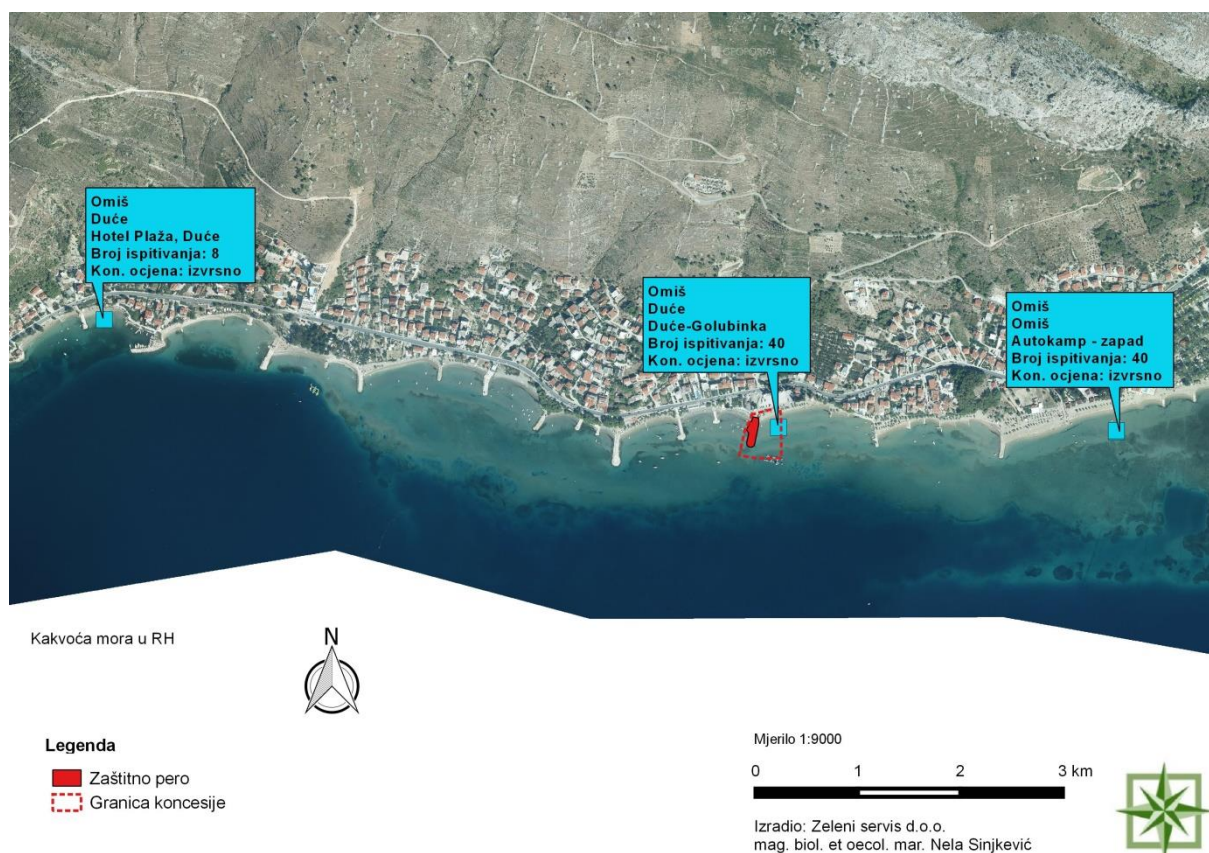 GEOPORTAL
GEOPORTAL
Omiš
Duće
Hotel Plaža, Duće
Broj ispitivanja: 8
Kon. ocjena: izvrsno
Omiš
Duće
Duće-Golubinka
Broj ispitivanja: 40
Kon. ocjena: izvrsno
Omiš
Omiš
Autokamp - zapad
Broj ispitivanja: 40
Kon. ocjena: izvrsno
Kakvoća mora u RH
N
Legenda
Zaštitno pero
Granica koncesije
Mjerilo 1:9000
0 1 2 3 km
Izradio: Zeleni servis d.o.o.
mag. biol. et oecol. mar. Nela Sinjkević